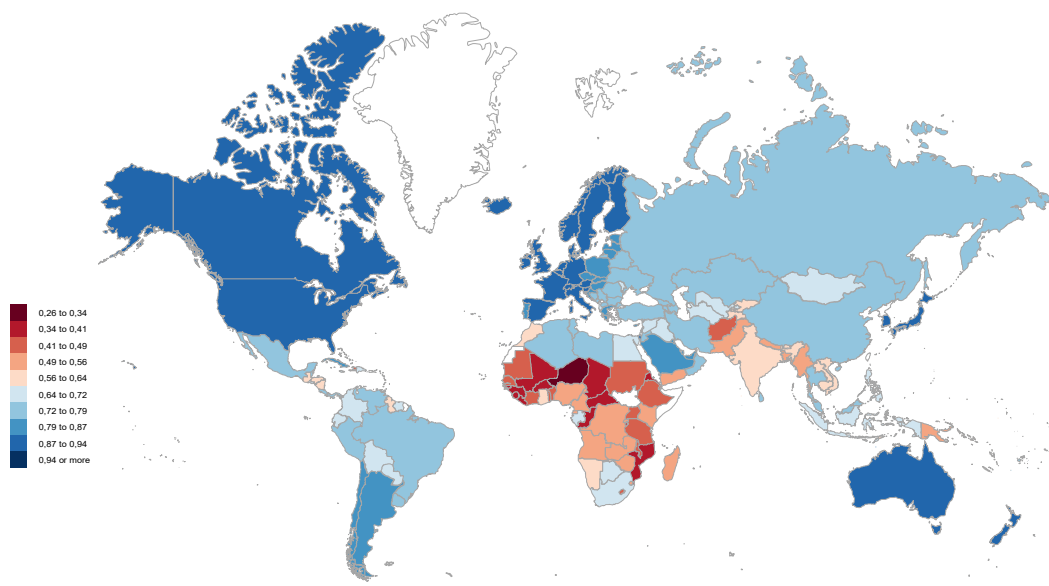 0,26 to 0,34
0,34 to 0,41
0,41 to 0,49
0,49 to 0,56
0,56 to 0,64
0,64 to 0,72
0,72 to 0,79
0,79 to 0,87
0,87 to 0,94
0,94 or more